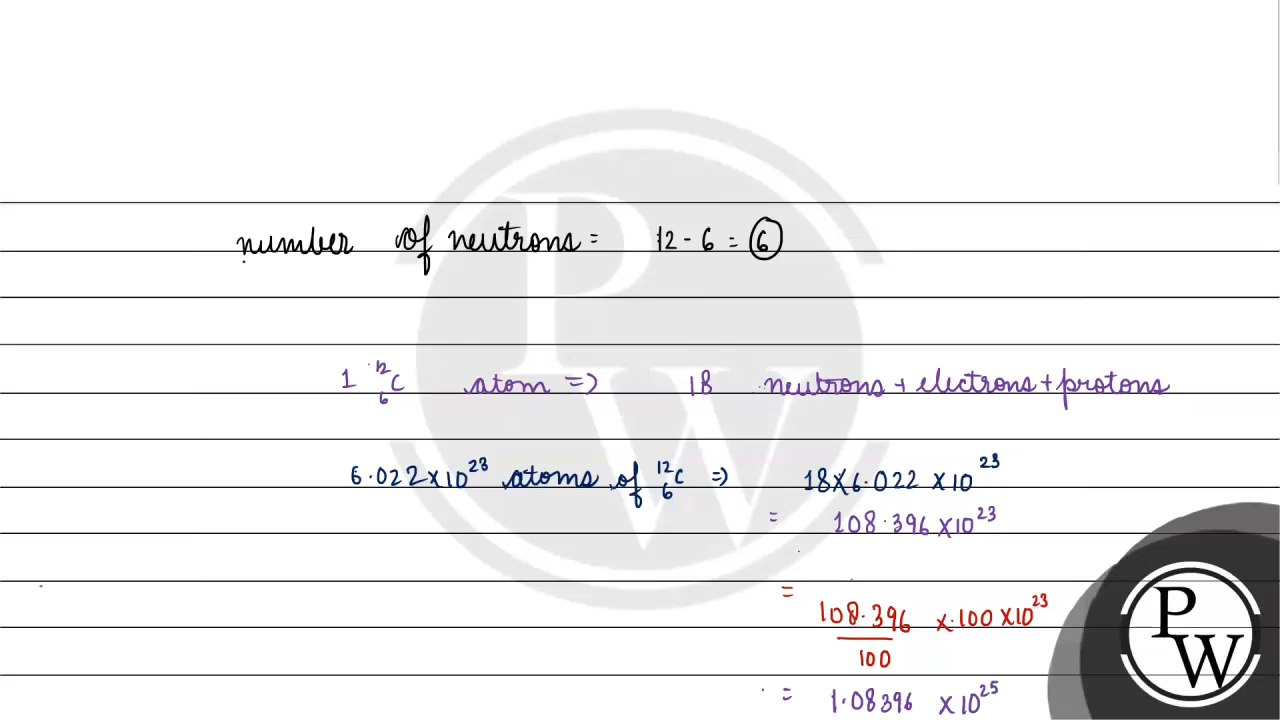 number of neutrons = 12 - 6 = 6
1 ¹²₆C atom => 18 neutrons + electrons + protons
6.022 × 10²³ atoms of ¹²₆C => 18 × 6.022 × 10²³
= 108.396 × 10²³
= 108.396/100 × 100 × 10²³
= 1.08396 × 10²⁵
P
W
P
W